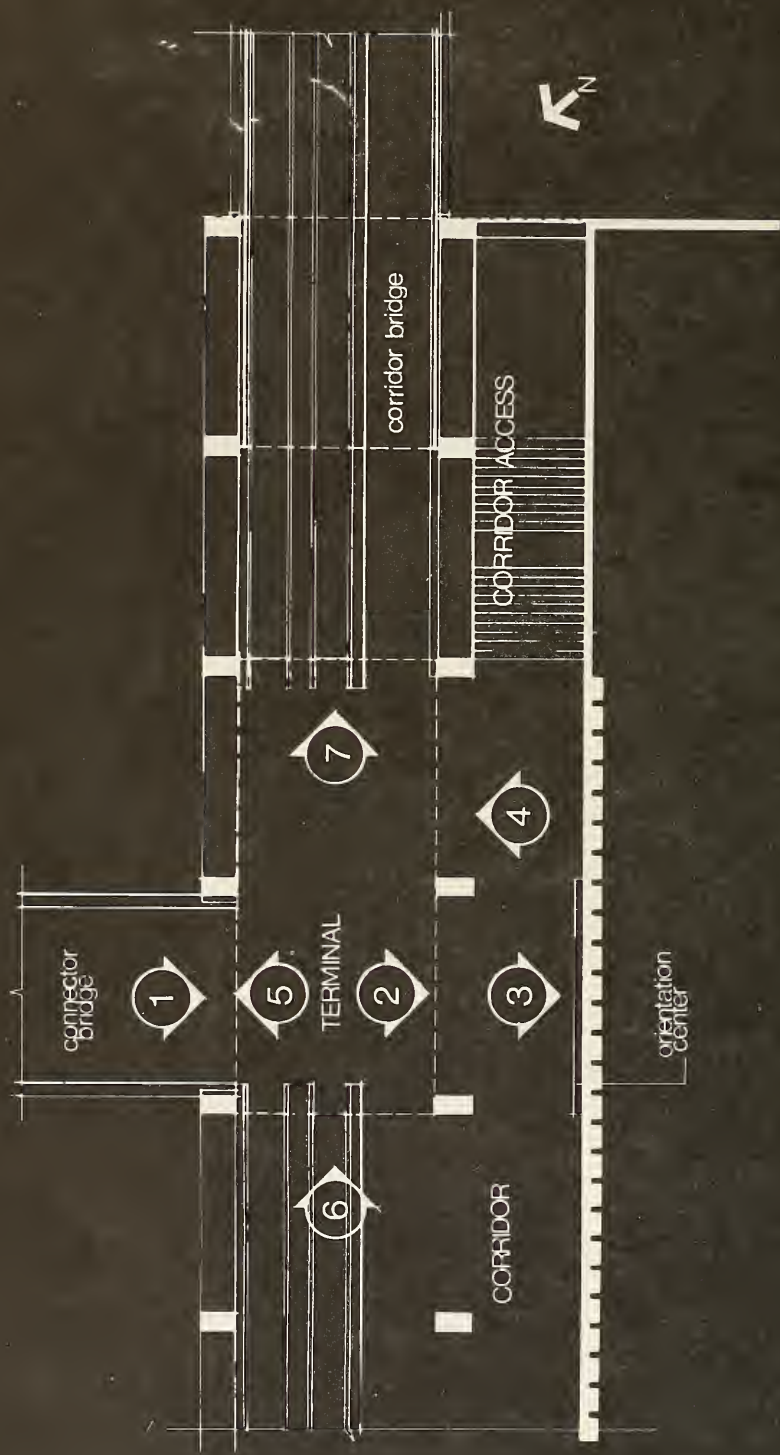 connector
bridge
1
5
TERMINAL
2
3
4
6
7
CORRIDOR
orientation
center
corridor bridge
CORRIDOR ACCESS
N